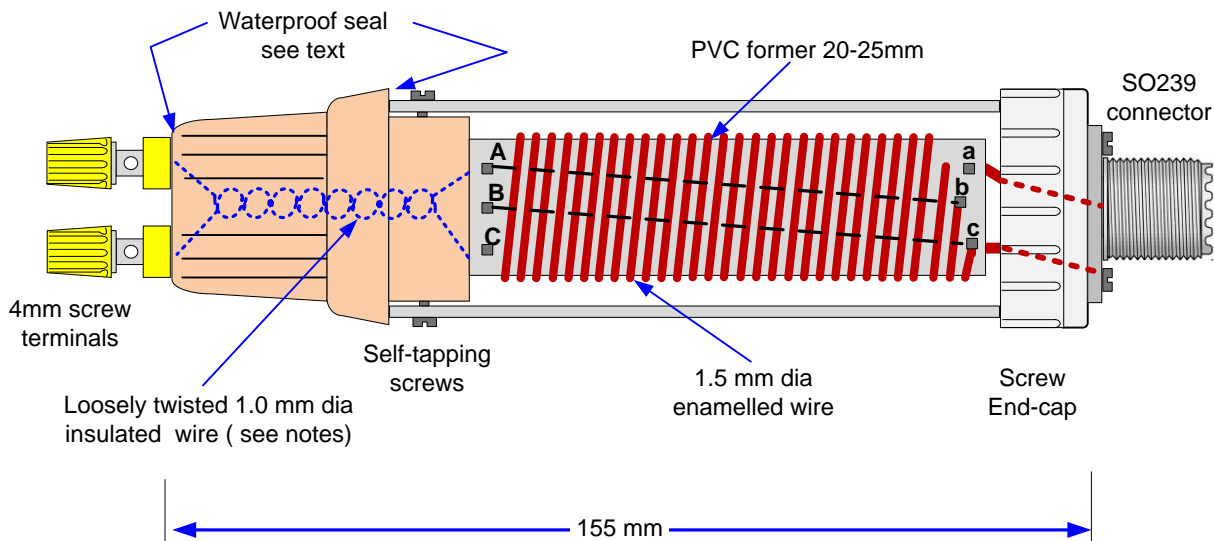 Waterproof seal
see text
PVC former 20-25mm
SO239
connector
A
a
B
b
C
c
4mm screw
terminals
Self-tapping
screws
Loosely twisted 1.0 mm dia
insulated wire ( see notes)
1.5 mm dia
enamelled wire
Screw
End-cap
155 mm